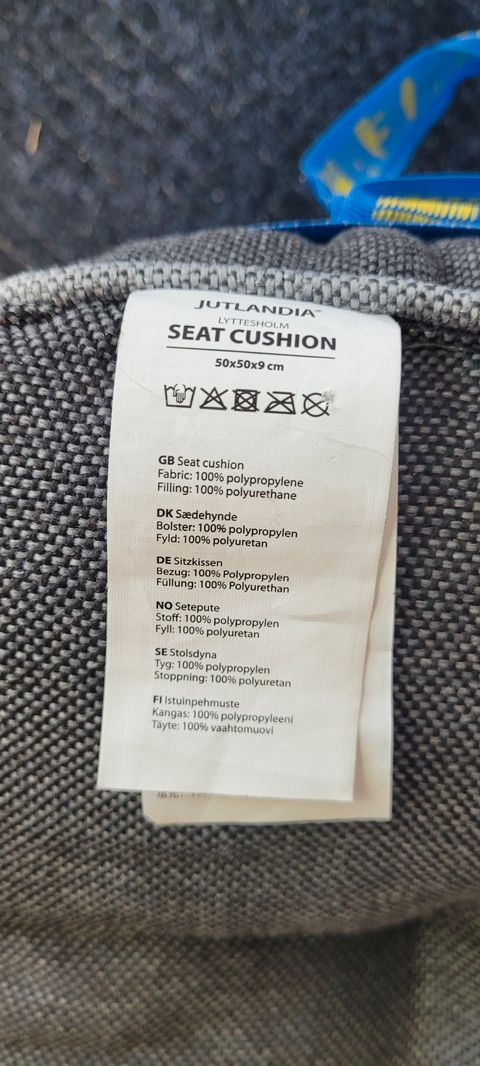 JUTLANDIA™
LYTTESHOLM
SEAT CUSHION
50x50x9 cm
GB Seat cushion
Fabric: 100% polypropylene
Filling: 100% polyurethane
DK Sædehynde
Bolster: 100% polypropylen
Fyld: 100% polyuretan
DE Sitzkissen
Bezug: 100% Polypropylen
Füllung: 100% Polyurethan
NO Setepute
Stoff: 100% polypropylen
Fyll: 100% polyuretan
SE Stolsdyna
Tyg: 100% polypropylen
Stoppning: 100% polyuretan
FI Istuinpehmuste
Kangas: 100% polypropyleeni
Täyte: 100% vaahtomuovi